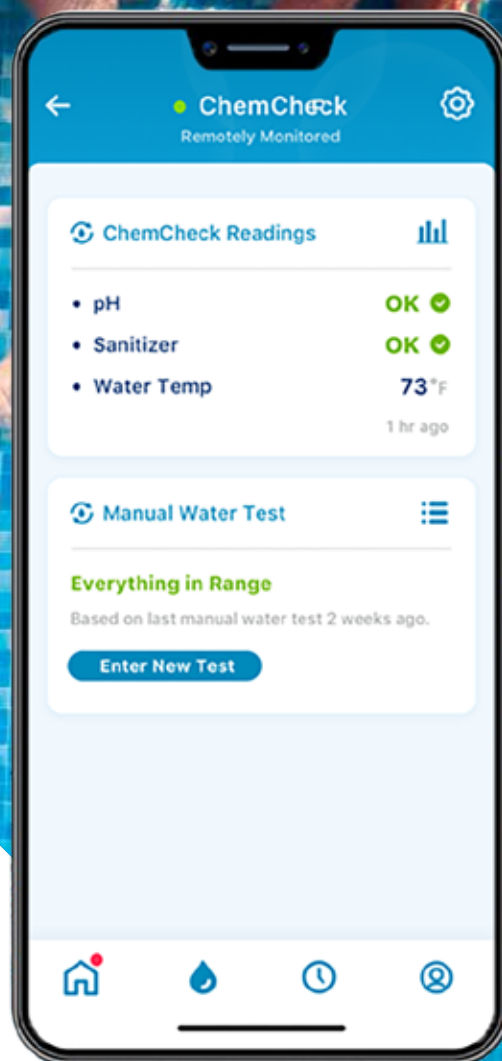 ChemCheck
Remotely Monitored
ChemCheck Readings
• pH OK
• Sanitizer OK
• Water Temp 73°F
1 hr ago
Manual Water Test
Everything in Range
Based on last manual water test 2 weeks ago.
Enter New Test